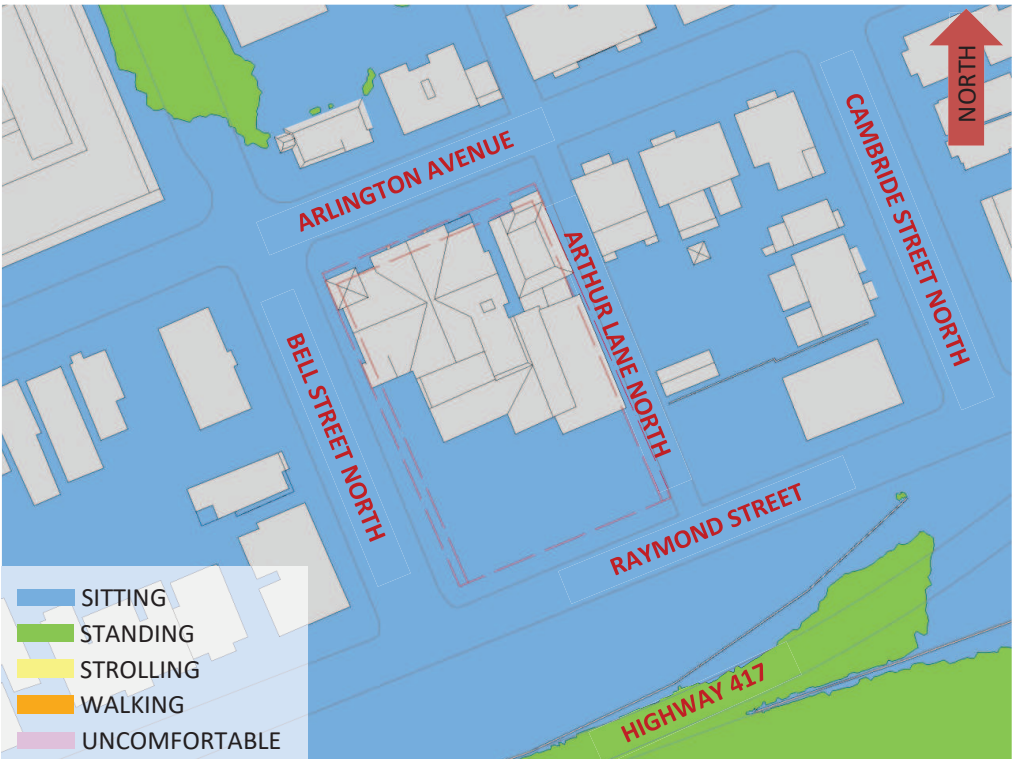 NORTH
ARLINGTON AVENUE
CAMBRIDE STREET NORTH
ARTHUR LANE NORTH
BELL STREET NORTH
RAYMOND STREET
HIGHWAY 417
SITTING
STANDING
STROLLING
WALKING
UNCOMFORTABLE